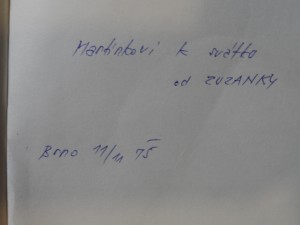 Martinkovi k svátku
od ZUZANKY
Brno 11/11 75